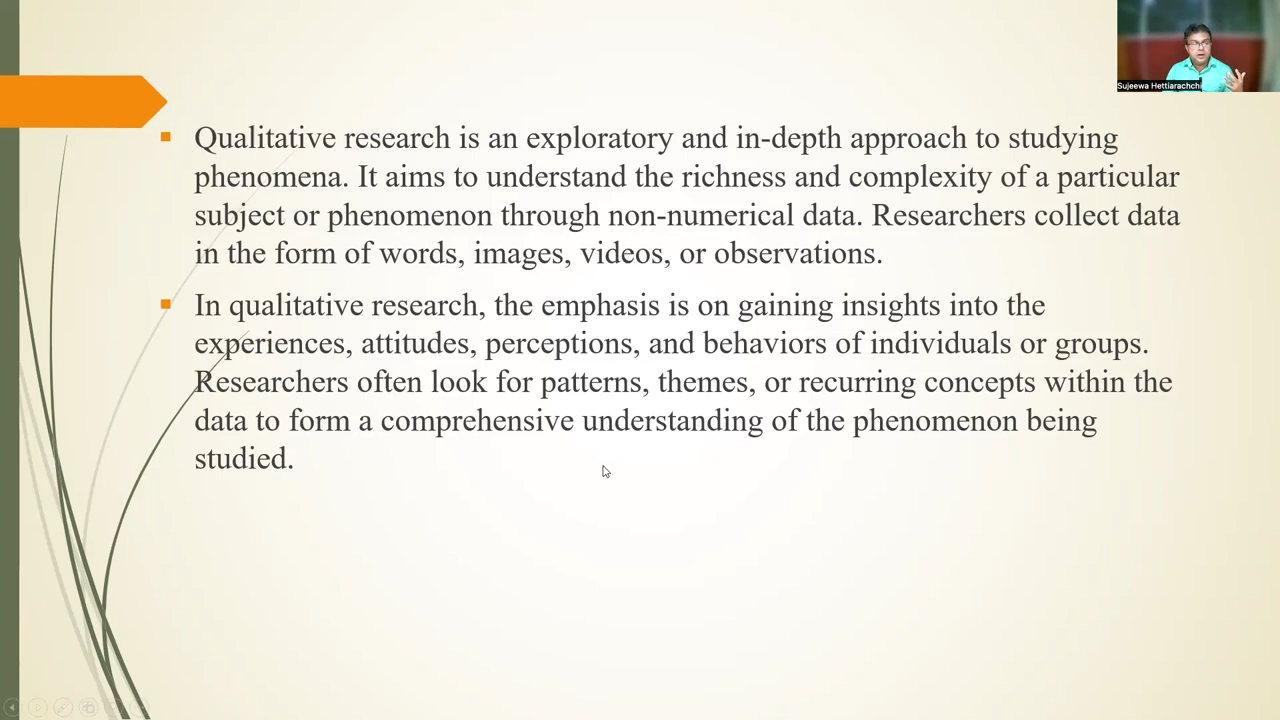 Sujeewa Hettiarachchi
Qualitative research is an exploratory and in-depth approach to studying
phenomena. It aims to understand the richness and complexity of a particular
subject or phenomenon through non-numerical data. Researchers collect data
in the form of words, images, videos, or observations.
In qualitative research, the emphasis is on gaining insights into the
experiences, attitudes, perceptions, and behaviors of individuals or groups.
Researchers often look for patterns, themes, or recurring concepts within the
data to form a comprehensive understanding of the phenomenon being
studied.